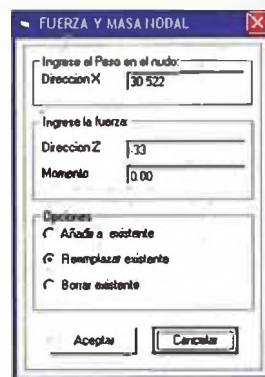 FUERZA Y MASA NODAL
Ingrese el Peso en el nudo:
Direccion X 30.522
Ingrese la fuerza:
Direccion Z -33
Momento 0.00
Opciones
Añadir a existente
Reemplazar existente
Borrar existente
Aceptar Cancelar